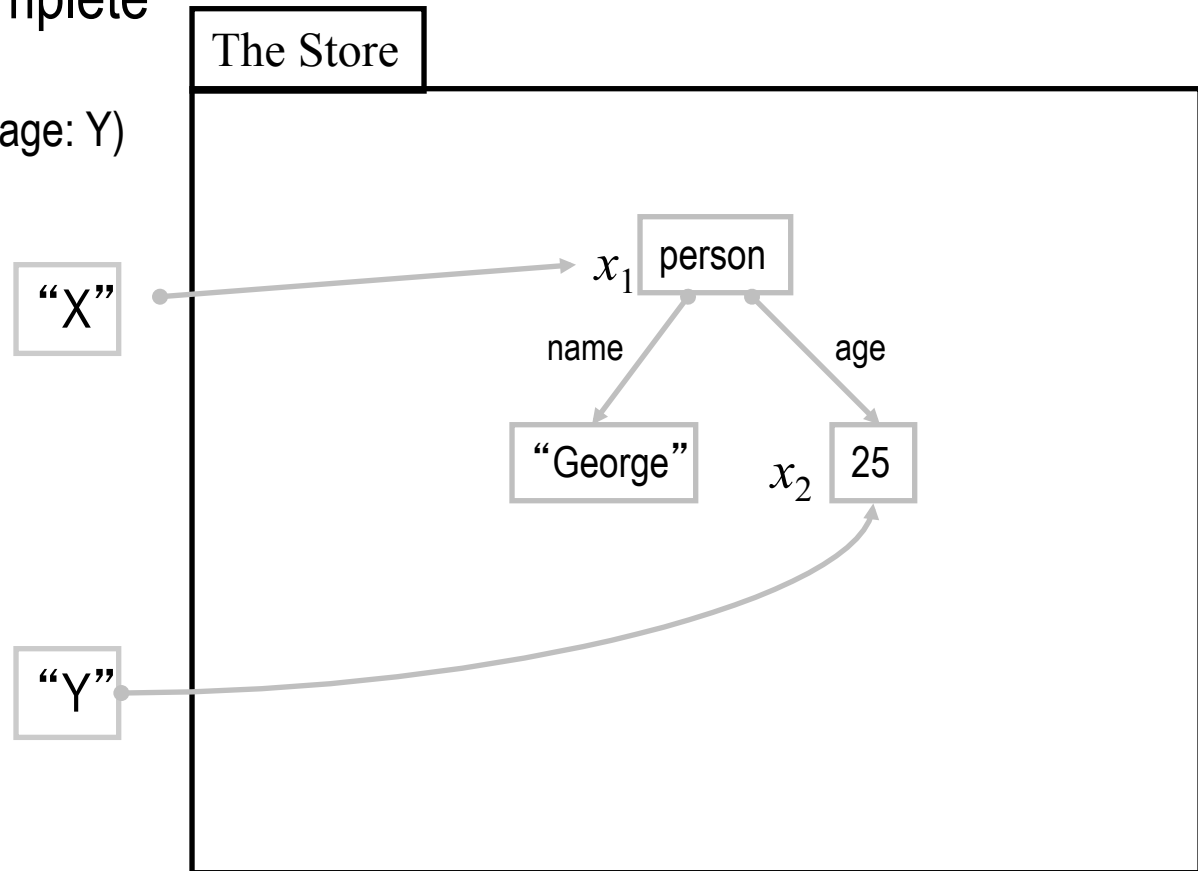 The Store
age: Y)
“X”
x1
person
name
age
“George”
x2
25
“Y”